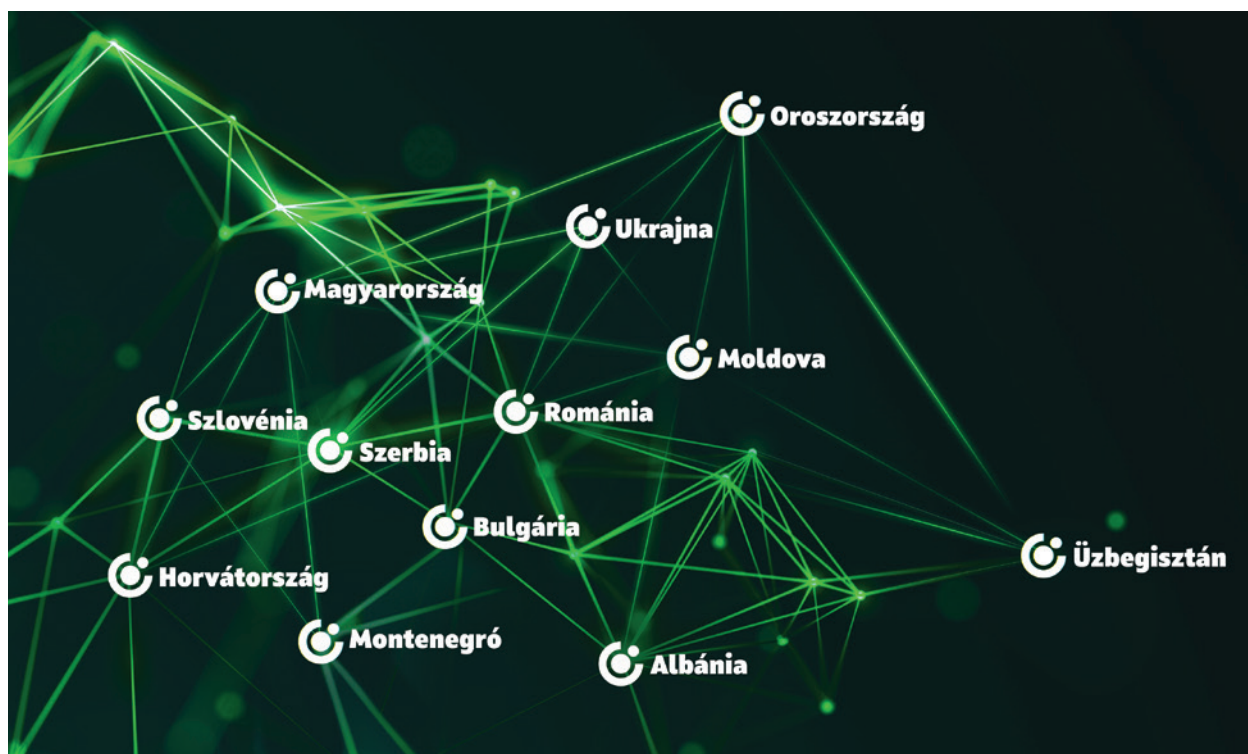 Oroszország
Ukrajna
Magyarország
Moldova
Szlovénia
Románia
Szerbia
Bulgária
Üzbegisztán
Horvátország
Montenegró
Albánia